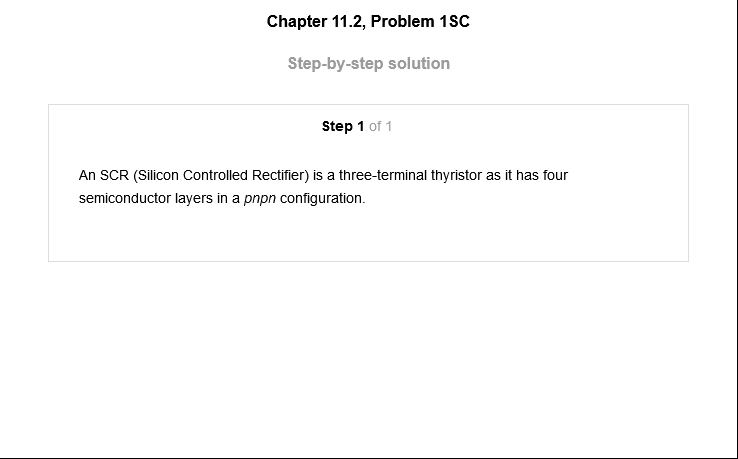 Chapter 11.2, Problem 1SC
Step-by-step solution
Step 1 of 1
An SCR (Silicon Controlled Rectifier) is a three-terminal thyristor as it has four
semiconductor layers in a pnpn configuration.